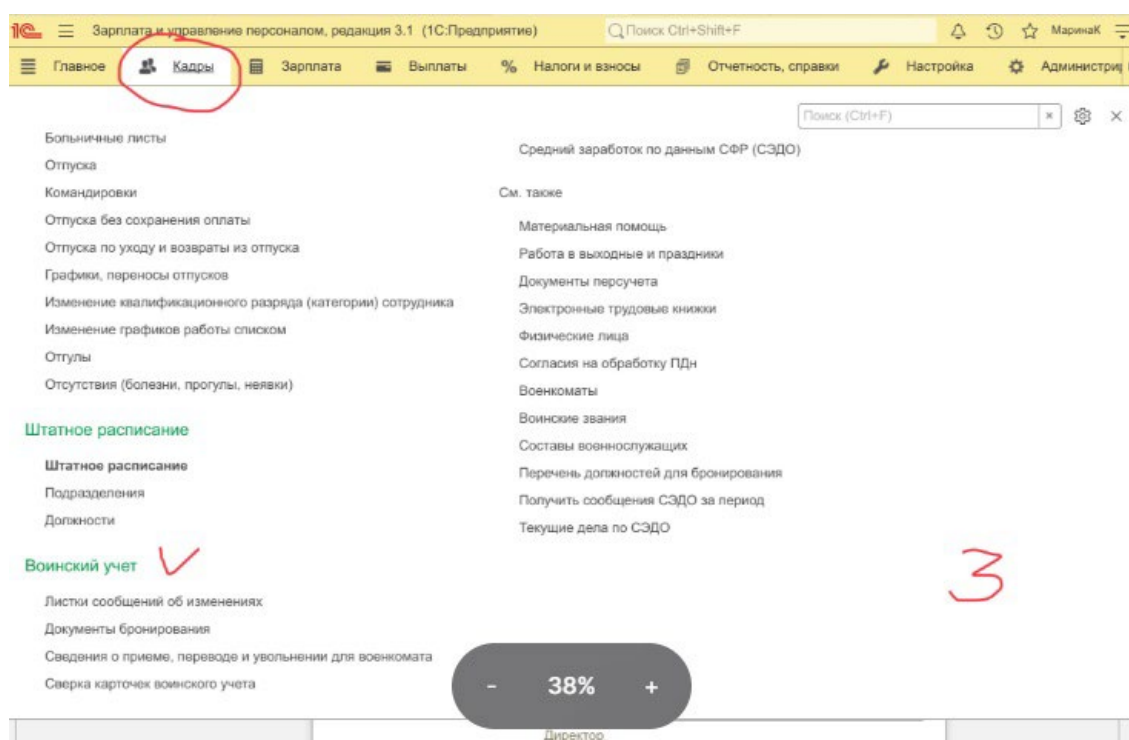 1С Зарплата и управление персоналом, редакция 3.1 (1С:Предприятие) Поиск Ctrl+Shift+F МаринаК
Главное Кадры Зарплата Выплаты % Налоги и взносы Отчетность, справки Настройка
Поиск (Ctrl+F) ×
Больничные листы
Отпуска
Командировки
Отпуска без сохранения оплаты
Отпуска по уходу и возвраты из отпуска
Графики, переносы отпусков
Изменение квалификационного разряда (категории) сотрудника
Изменение графиков работы списком
Отгулы
Отсутствия (болезни, прогулы, неявки)
Штатное расписание
Штатное расписание
Подразделения
Должности
Воинский учет
Листки сообщений об изменениях
Документы бронирования
Сведения о приеме, переводе и увольнении для военкомата
Сверка карточек воинского учета
Средний заработок по данным СФР (СЭДО)
См. также
Материальная помощь
Работа в выходные и праздники
Документы персучета
Электронные трудовые книжки
Физические лица
Согласия на обработку ПДн
Военкоматы
Воинские звания
Составы военнослужащих
Перечень должностей для бронирования
Получить сообщения СЭДО за период
Текущие дела по СЭДО
3
- 38% +
Директор